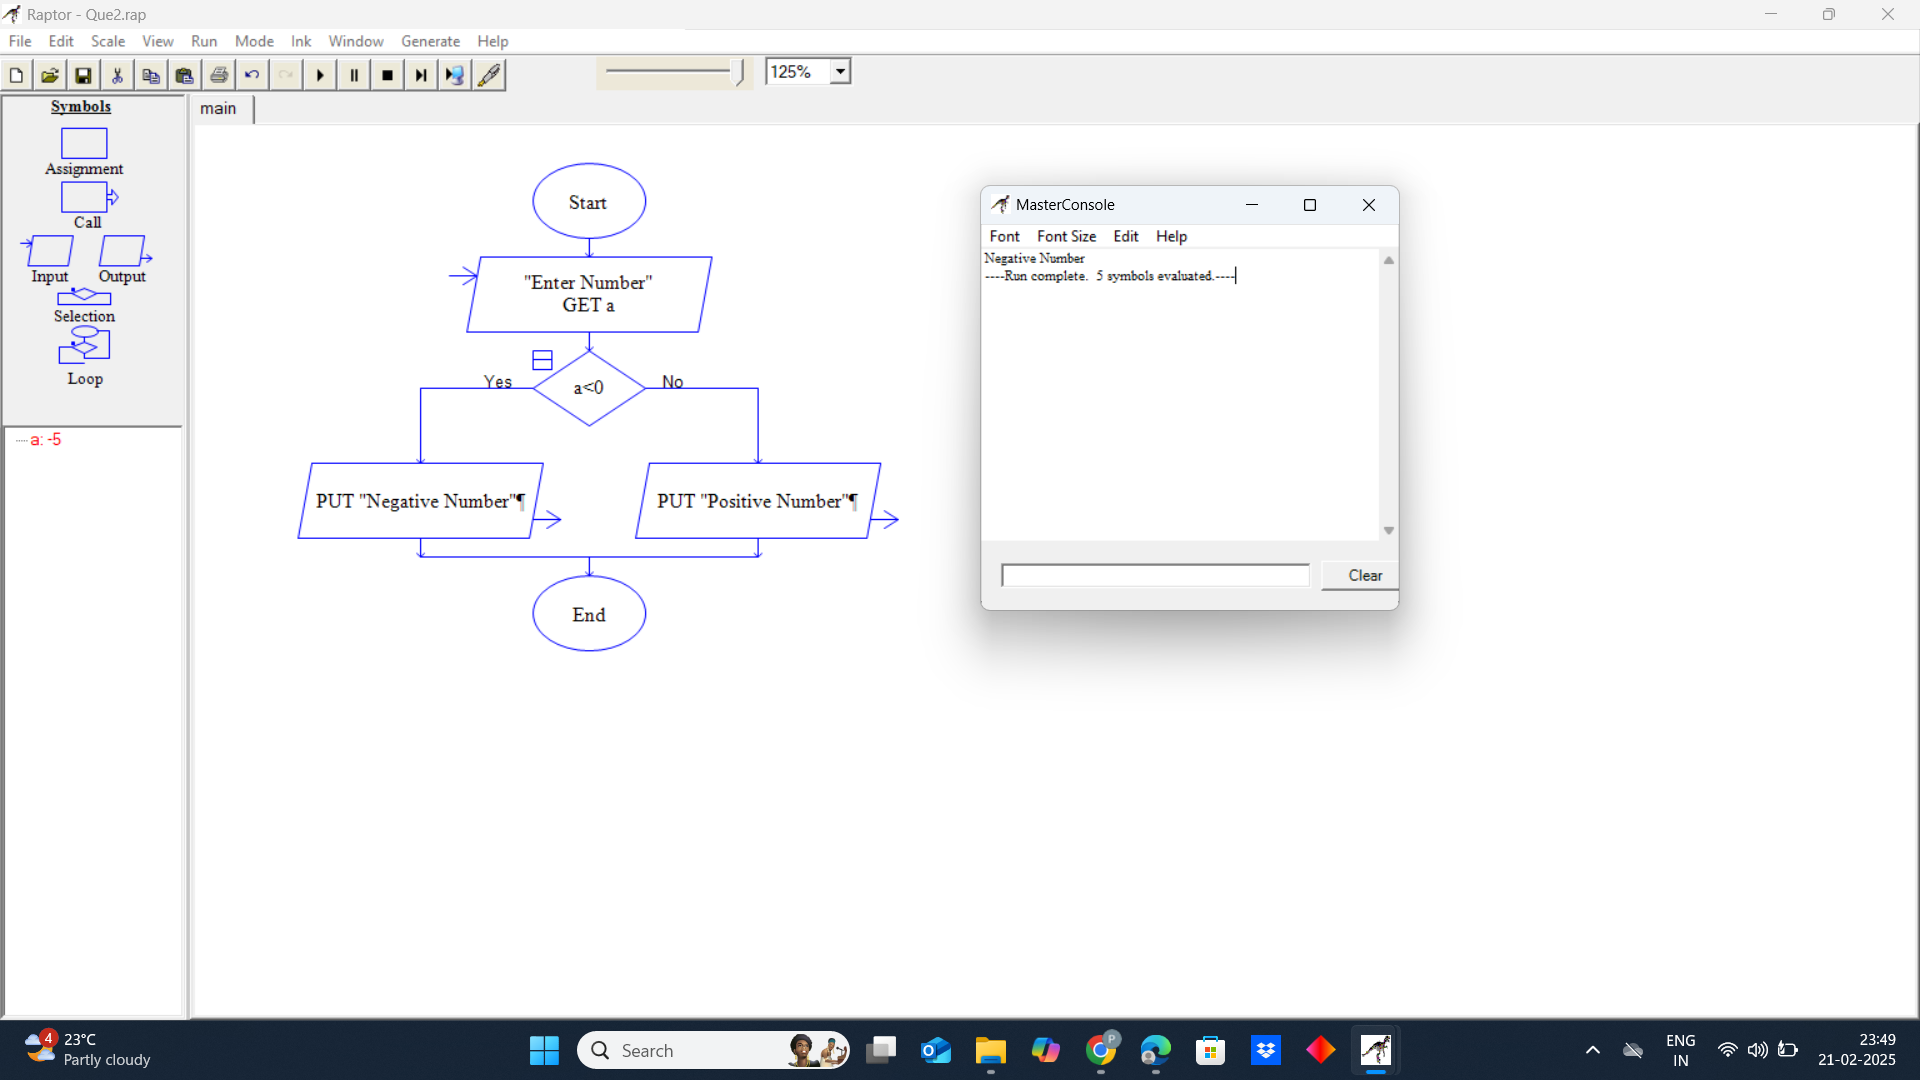 Raptor - Que2.rap
File Edit Scale View Run Mode Ink Window Generate Help
125%
Symbols
Assignment
Call
Input Output
Selection
Loop
a: -5
main
Start
"Enter Number"
GET a
Yes a<0 No
PUT "Negative Number"¶ PUT "Positive Number"¶
End
MasterConsole
Font Font Size Edit Help
Negative Number
----Run complete.  5 symbols evaluated.----
Clear
4
23°C
Partly cloudy
Search
P
ENG
IN
23:49
21-02-2025